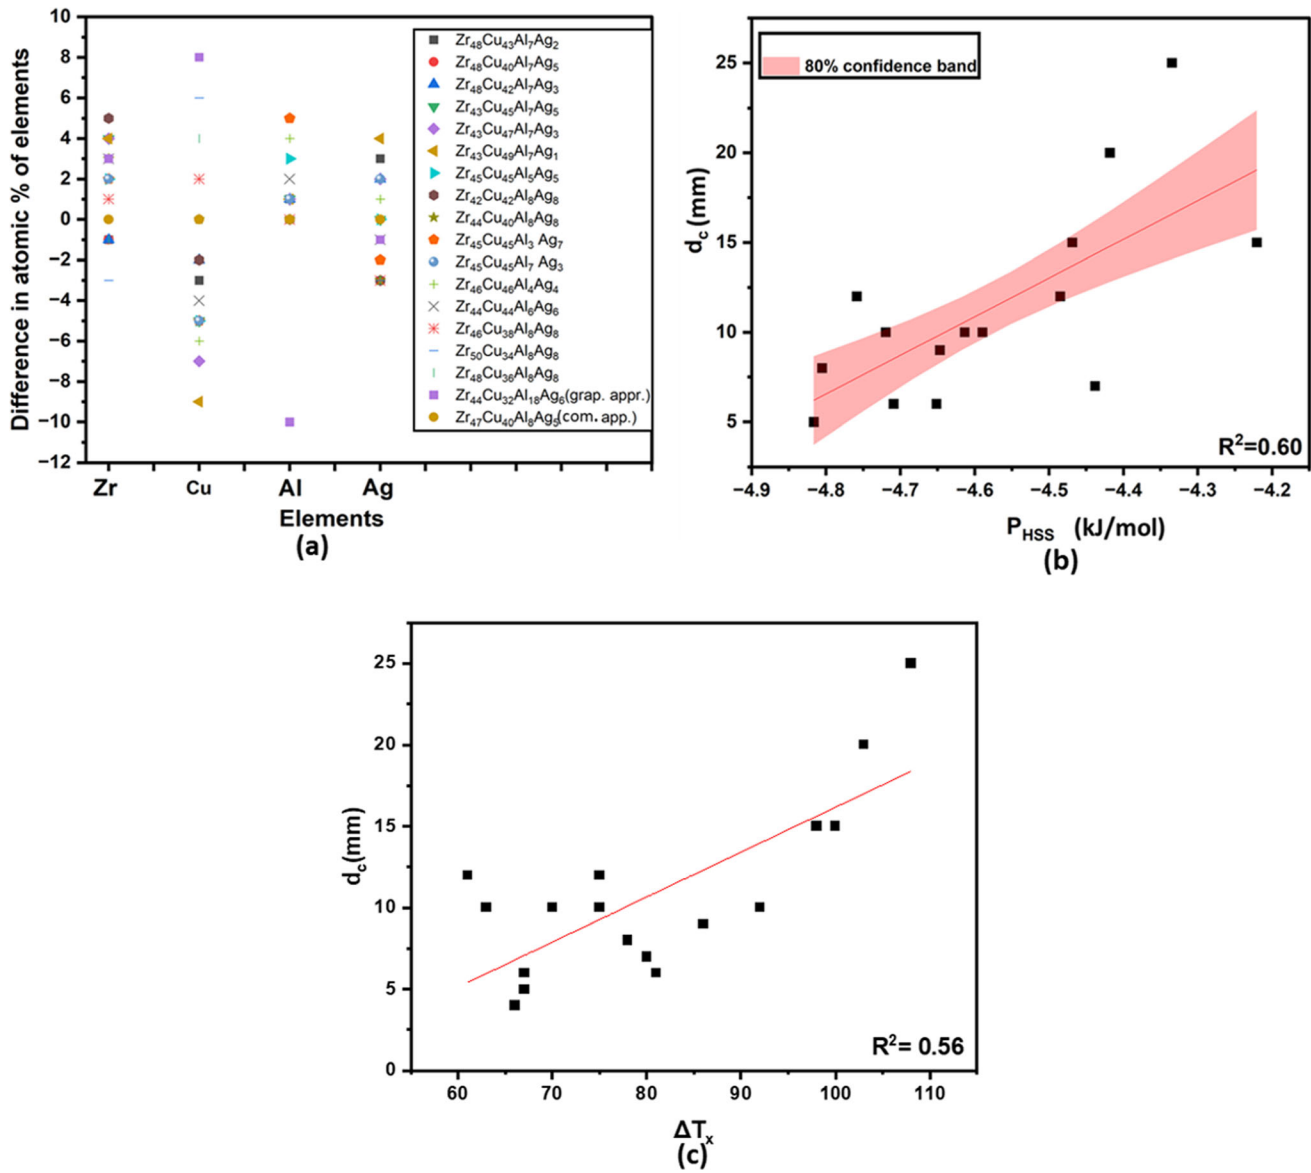 Difference in atomic % of elements
10
8
6
4
2
0
−2
−4
−6
−8
−10
−12
Zr
Cu
Al
Ag
Elements
(a)
Zr₄₈Cu₄₃Al₇Ag₂
Zr₄₈Cu₄₀Al₇Ag₅
Zr₄₈Cu₄₂Al₇Ag₃
Zr₄₃Cu₄₅Al₇Ag₅
Zr₄₃Cu₄₇Al₇Ag₃
Zr₄₃Cu₄₉Al₇Ag₁
Zr₄₅Cu₄₅Al₅Ag₅
Zr₄₂Cu₄₂Al₈Ag₈
Zr₄₄Cu₄₀Al₈Ag₈
Zr₄₅Cu₄₅Al₃ Ag₇
Zr₄₅Cu₄₅Al₇ Ag₃
Zr₄₆Cu₄₆Al₄Ag₄
Zr₄₄Cu₄₄Al₆Ag₆
Zr₄₆Cu₃₈Al₈Ag₈
Zr₅₀Cu₃₄Al₈Ag₈
Zr₄₈Cu₃₆Al₈Ag₈
Zr₄₄Cu₃₂Al₁₈Ag₆(grap. appr.)
Zr₄₇Cu₄₀Al₈Ag₅(com. app.)
d_c (mm)
25
20
15
10
5
80% confidence band
R²=0.60
−4.9 −4.8 −4.7 −4.6 −4.5 −4.4 −4.3 −4.2
P_HSS (kJ/mol)
(b)
d_c(mm)
25
20
15
10
5
0
R²= 0.56
60 70 80 90 100 110
ΔTₓ
(c)